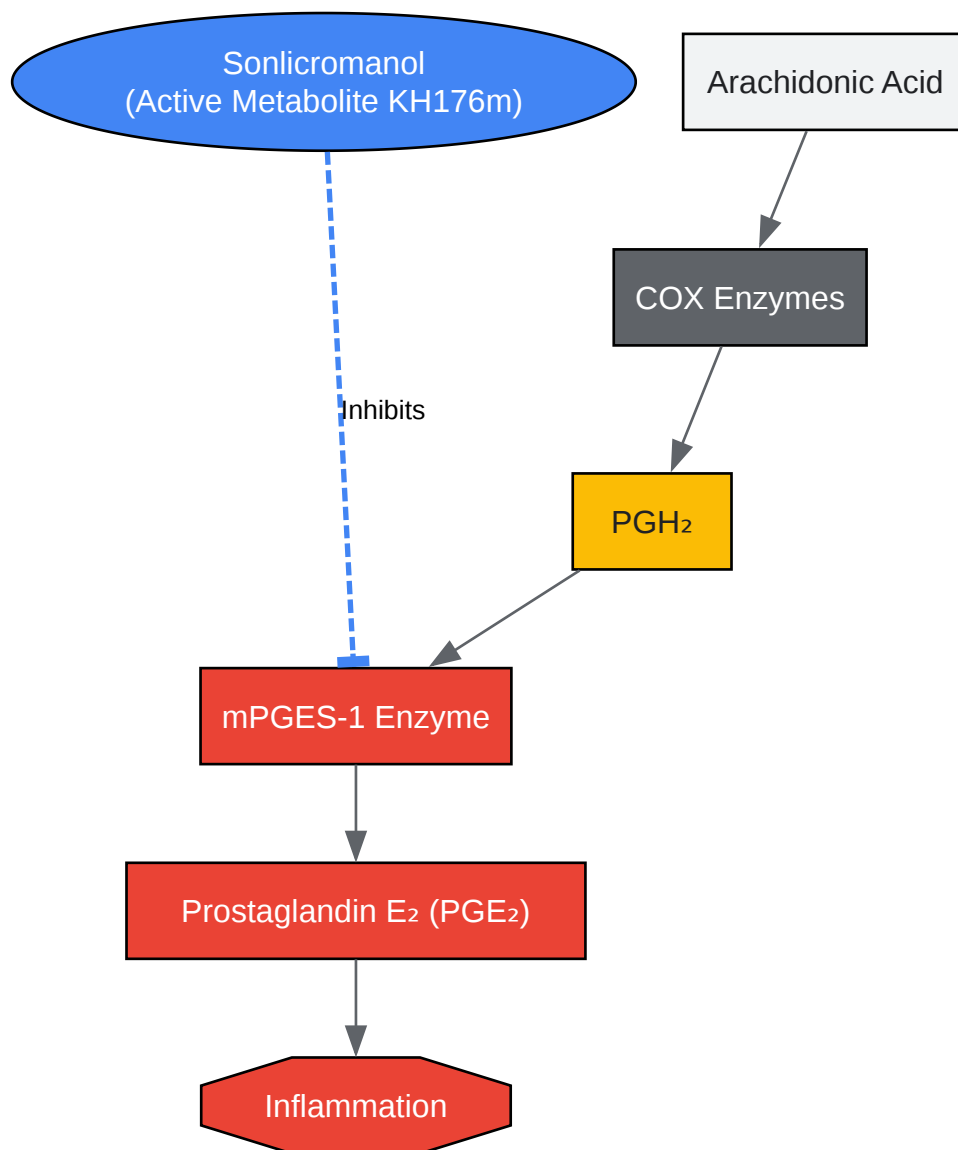 Sonlicromanol
(Active Metabolite KH176m)
Arachidonic Acid
COX Enzymes
Inhibits
PGH₂
mPGES-1 Enzyme
Prostaglandin E₂ (PGE₂)
Inflammation